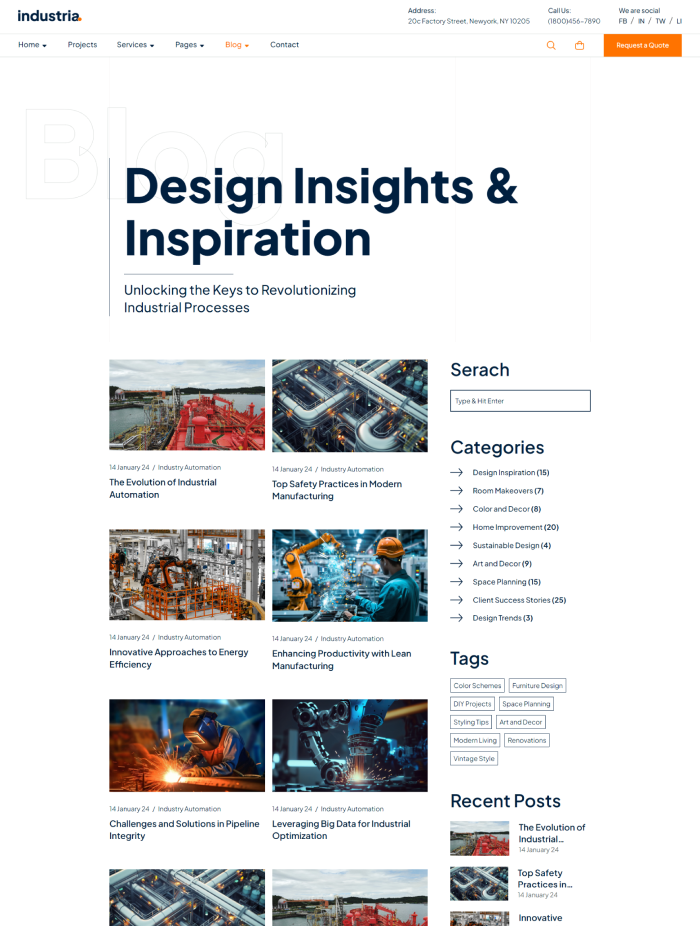 industria.
Address:
20c Factory Street. Newyork. NY 10205
Call Us:
(1800)456-7890
We are social
FB / IN / TW / LI
Home
Projects
Services
Pages
Blog
Contact
Request a Quote
Blog
Design Insights &
Inspiration
Unlocking the Keys to Revolutionizing
Industrial Processes
14 January 24 / Industry Automation
The Evolution of Industrial
Automation
14 January 24 / Industry Automation
Top Safety Practices in Modern
Manufacturing
14 January 24 / Industry Automation
Innovative Approaches to Energy
Efficiency
14 January 24 / Industry Automation
Enhancing Productivity with Lean
Manufacturing
14 January 24 / Industry Automation
Challenges and Solutions in Pipeline
Integrity
14 January 24 / Industry Automation
Leveraging Big Data for Industrial
Optimization
Serach
Type & Hit Enter
Categories
Design Inspiration (15)
Room Makeovers (7)
Color and Decor (8)
Home Improvement (20)
Sustainable Design (4)
Art and Decor (9)
Space Planning (15)
Client Success Stories (25)
Design Trends (3)
Tags
Color Schemes
Furniture Design
DIY Projects
Space Planning
Styling Tips
Art and Decor
Modern Living
Renovations
Vintage Style
Recent Posts
The Evolution of
Industrial...
14 January 24
Top Safety
Practices in...
14 January 24
Innovative